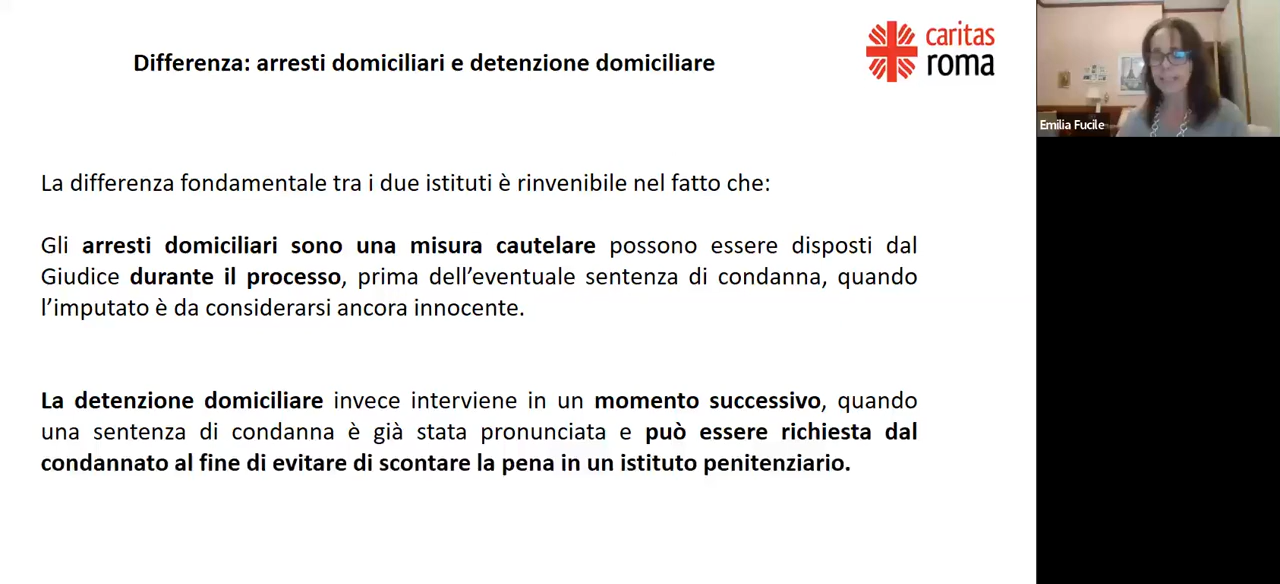 Differenza: arresti domiciliari e detenzione domiciliare
caritas
roma
Emilia Fucile
La differenza fondamentale tra i due istituti è rinvenibile nel fatto che:
Gli arresti domiciliari sono una misura cautelare possono essere disposti dal
Giudice durante il processo, prima dell’eventuale sentenza di condanna, quando
l’imputato è da considerarsi ancora innocente.
La detenzione domiciliare invece interviene in un momento successivo, quando
una sentenza di condanna è già stata pronunciata e può essere richiesta dal
condannato al fine di evitare di scontare la pena in un istituto penitenziario.